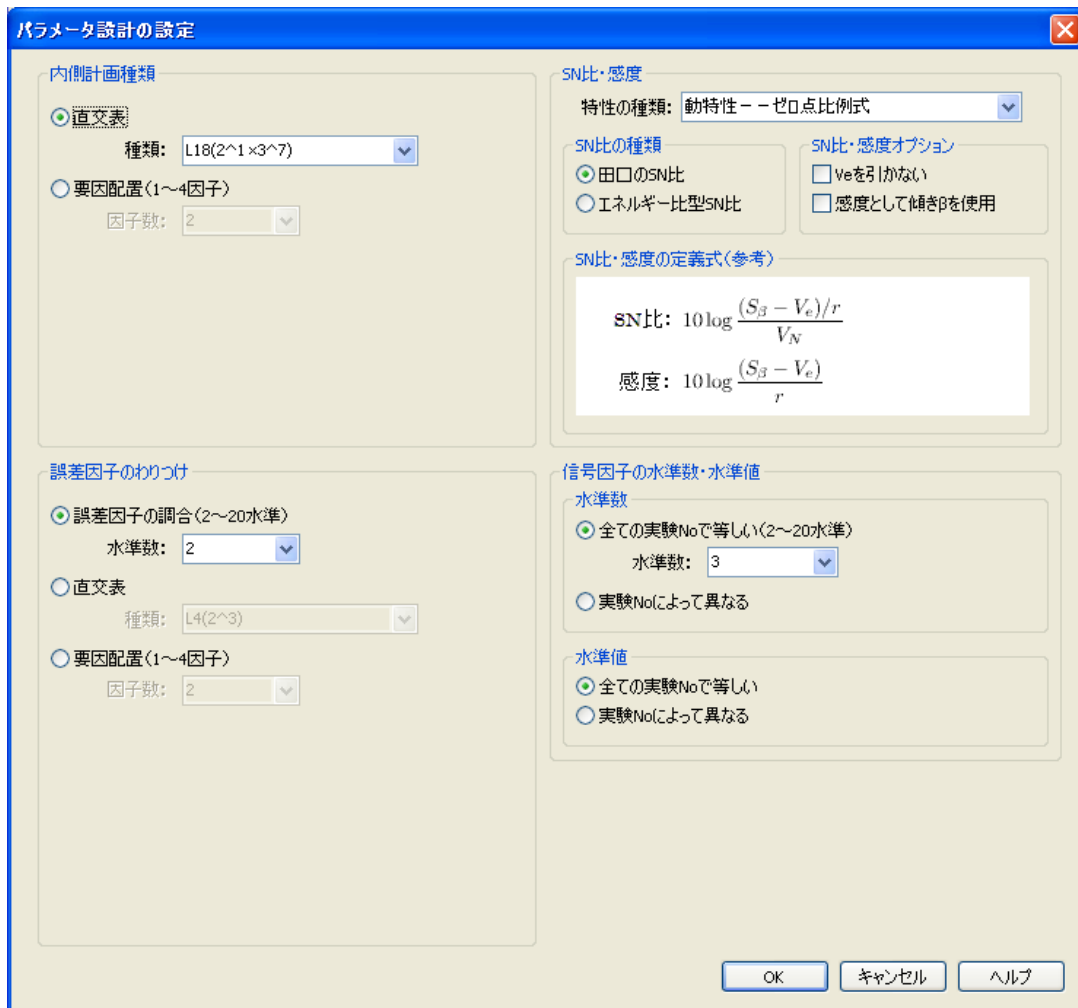 パラメータ設計の設定
内側計画種類
直交表
種類: L18(2^1×3^7)
要因配置(1～4因子)
因子数: 2
SN比・感度
特性の種類: 動特性－－ゼロ点比例式
SN比の種類
田口のSN比
エネルギー比型SN比
SN比・感度オプション
Veを引かない
感度として傾きβを使用
SN比・感度の定義式(参考)
SN比: 10 log (S_β − V_e)/r / V_N
感度: 10 log (S_β − V_e) / r
誤差因子のわりつけ
誤差因子の調合(2～20水準)
水準数: 2
直交表
種類: L4(2^3)
要因配置(1～4因子)
因子数: 2
信号因子の水準数・水準値
水準数
全ての実験Noで等しい(2～20水準)
水準数: 3
実験Noによって異なる
水準値
全ての実験Noで等しい
実験Noによって異なる
OK
キャンセル
ヘルプ